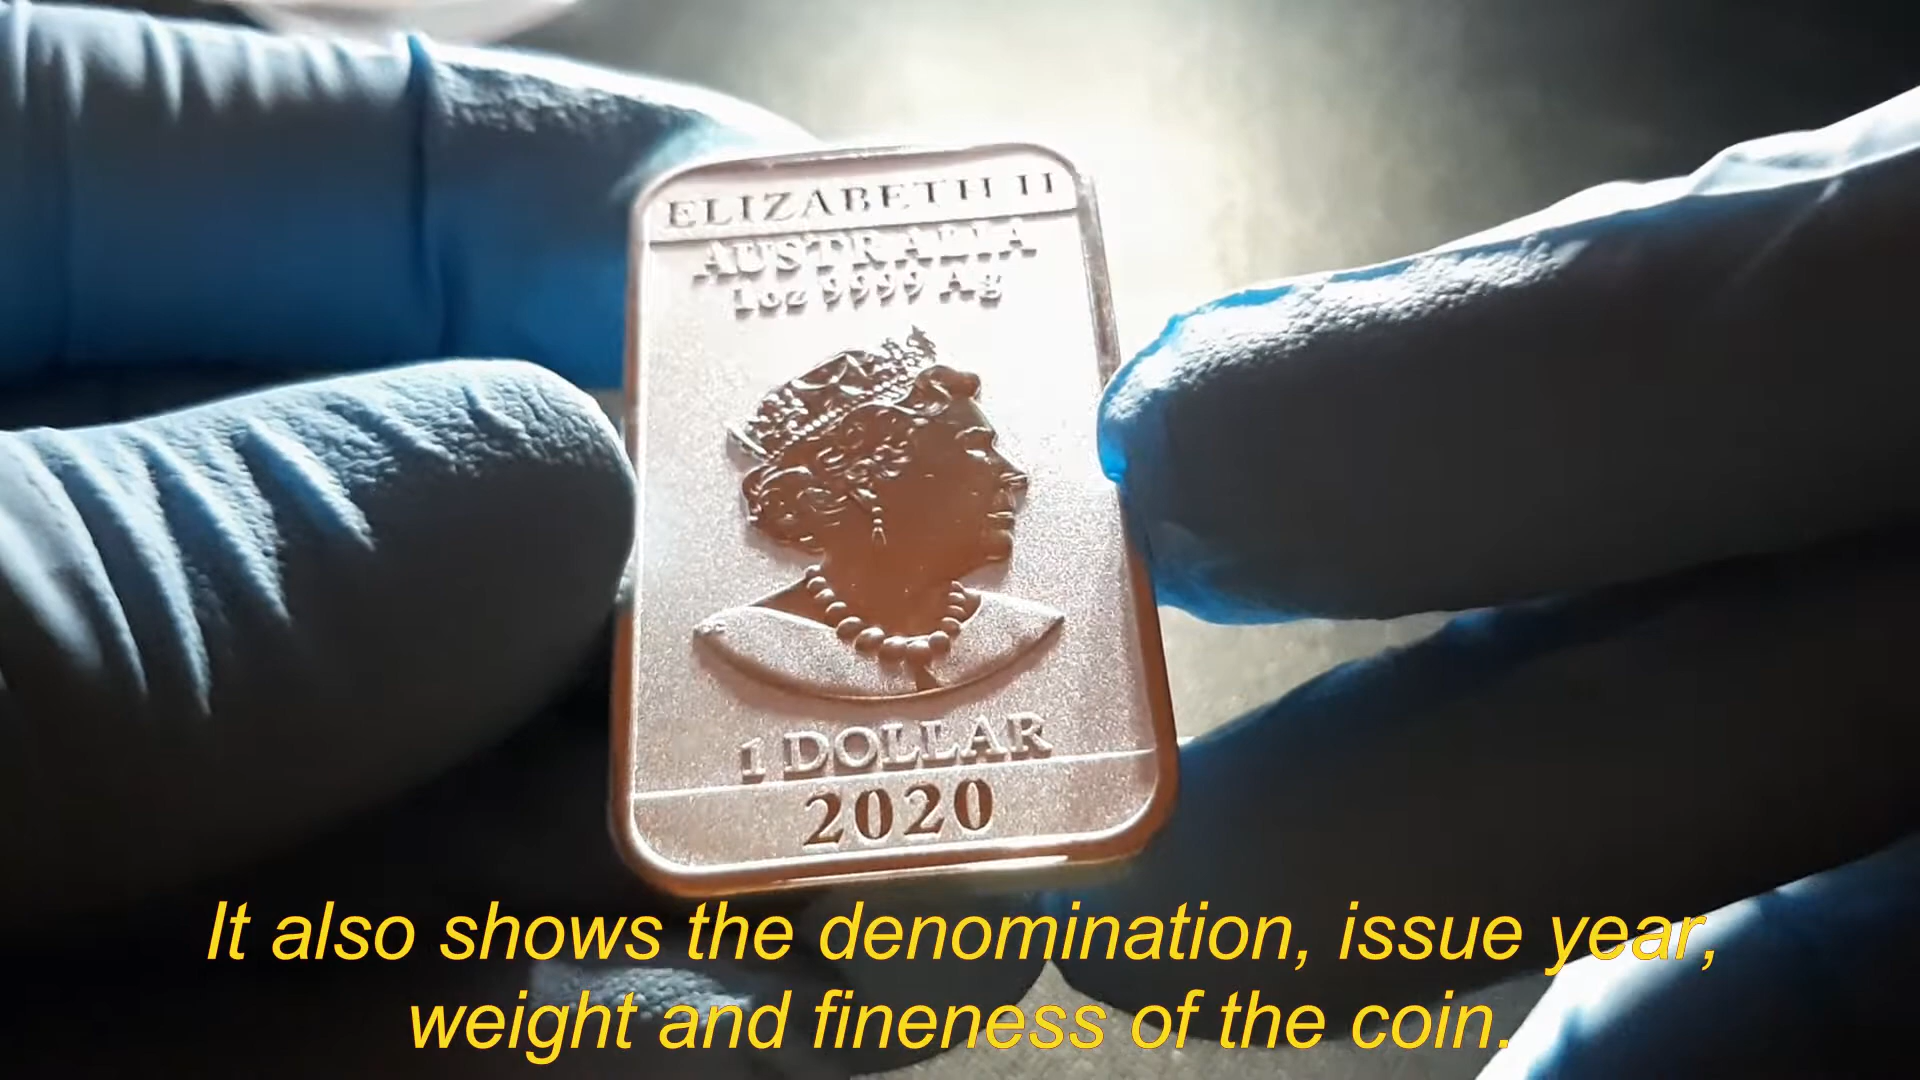 ELIZABETH II
AUSTRALIA
1oz 9999 Ag
1 DOLLAR
2020
It also shows the denomination, issue year,
weight and fineness of the coin.